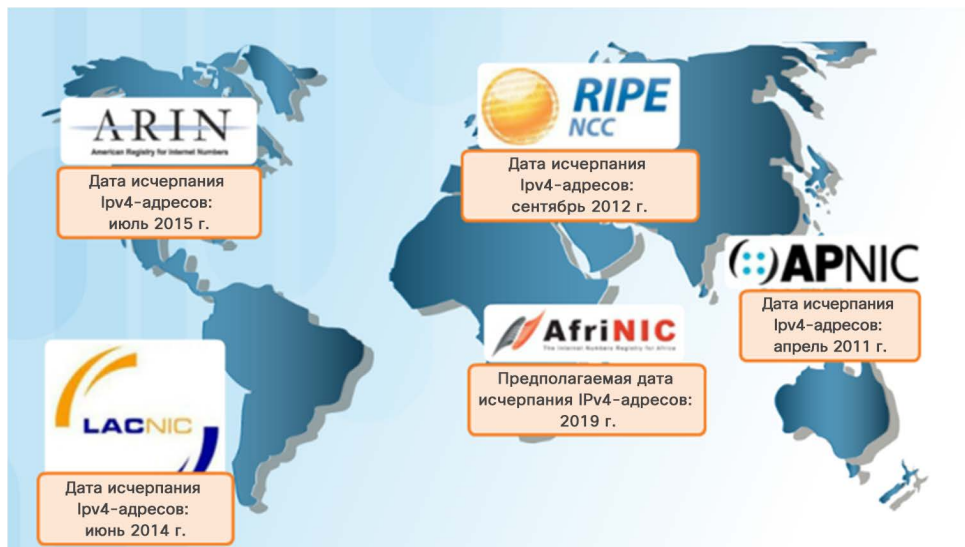 ARIN
American Registry for Internet Numbers
Дата исчерпания
Ipv4-адресов:
июль 2015 г.
RIPE
NCC
Дата исчерпания
Ipv4-адресов:
сентябрь 2012 г.
APNIC
Дата исчерпания
Ipv4-адресов:
апрель 2011 г.
AfriNIC
The Internet Numbers Registry for Africa
Предполагаемая дата
исчерпания IPv4-адресов:
2019 г.
LACNIC
Дата исчерпания
Ipv4-адресов:
июнь 2014 г.